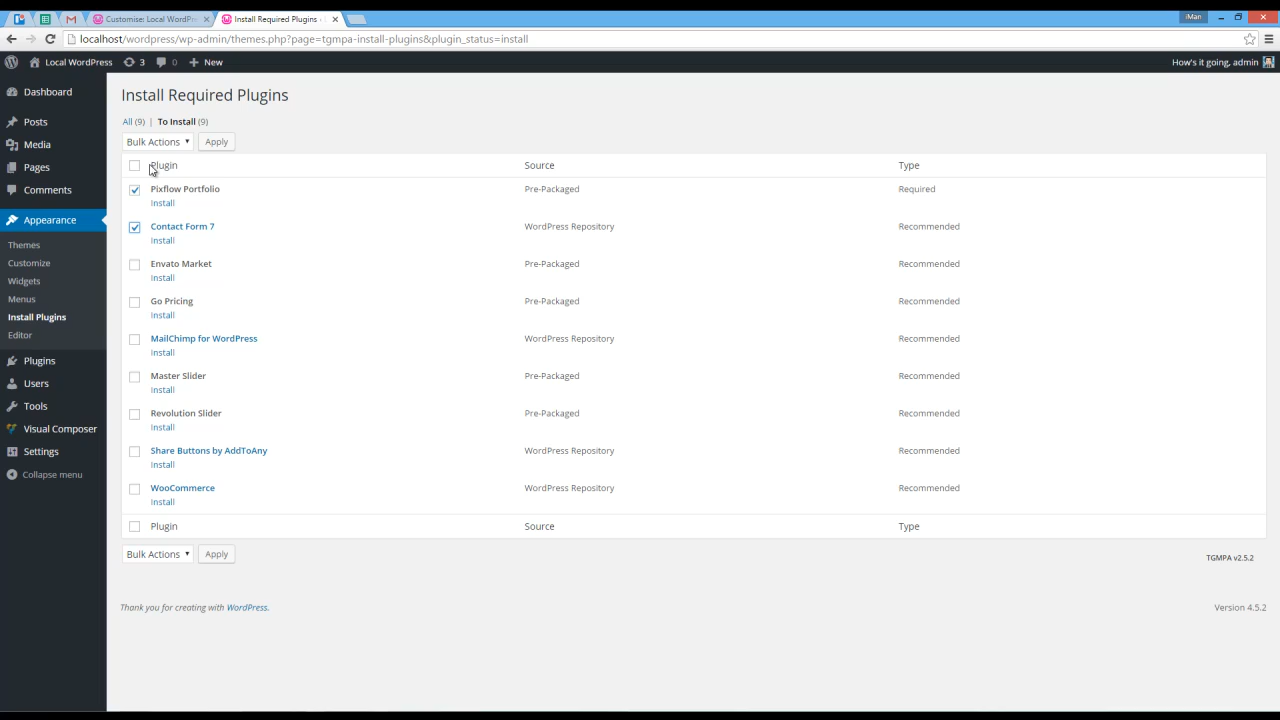 Customise: Local WordPr
Install Required Plugins -
iMan
localhost/wordpress/wp-admin/themes.php?page=tgmpa-install-plugins&plugin_status=install
Local WordPress 3 0 New How's it going, admin
Dashboard
Posts
Media
Pages
Comments
Appearance
Themes
Customize
Widgets
Menus
Install Plugins
Editor
Plugins
Users
Tools
Visual Composer
Settings
Collapse menu
Install Required Plugins
All (9) | To Install (9)
Bulk Actions Apply
Plugin Source Type
Pixflow Portfolio Pre-Packaged Required
Install
Contact Form 7 WordPress Repository Recommended
Install
Envato Market Pre-Packaged Recommended
Install
Go Pricing Pre-Packaged Recommended
Install
MailChimp for WordPress WordPress Repository Recommended
Install
Master Slider Pre-Packaged Recommended
Install
Revolution Slider Pre-Packaged Recommended
Install
Share Buttons by AddToAny WordPress Repository Recommended
Install
WooCommerce WordPress Repository Recommended
Install
Plugin Source Type
Bulk Actions Apply
TGMPA v2.5.2
Thank you for creating with WordPress. Version 4.5.2